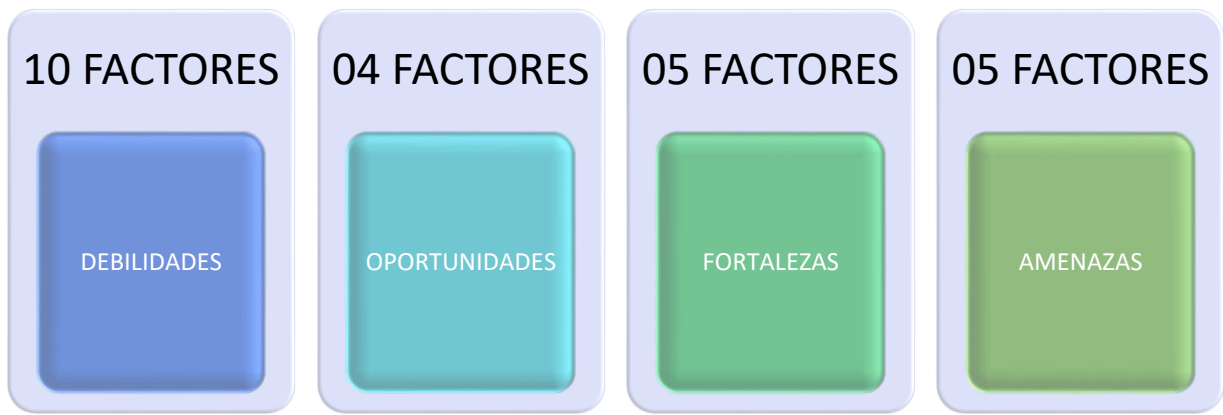 10 FACTORES
DEBILIDADES
04 FACTORES
OPORTUNIDADES
05 FACTORES
FORTALEZAS
05 FACTORES
AMENAZAS